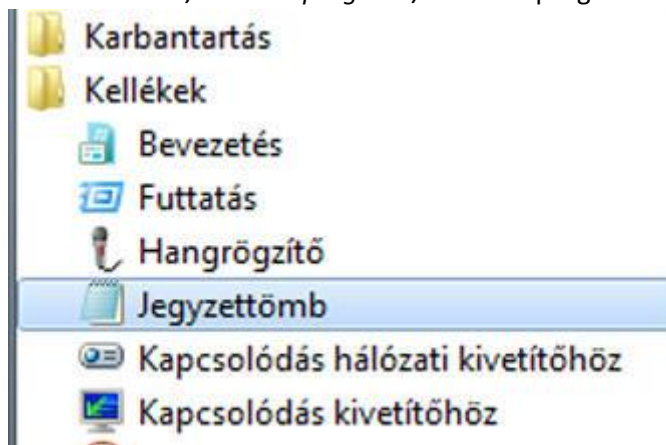 Karbantartás
Kellékek
Bevezetés
Futtatás
Hangrögzítő
Jegyzettömb
Kapcsolódás hálózati kivetítőhöz
Kapcsolódás kivetítőhöz